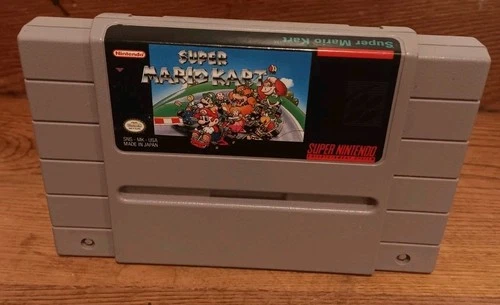 Super Mario Kart
Nintendo
SUPER
MARIO KART
SNS - MK - USA
MADE IN JAPAN
SUPER NINTENDO